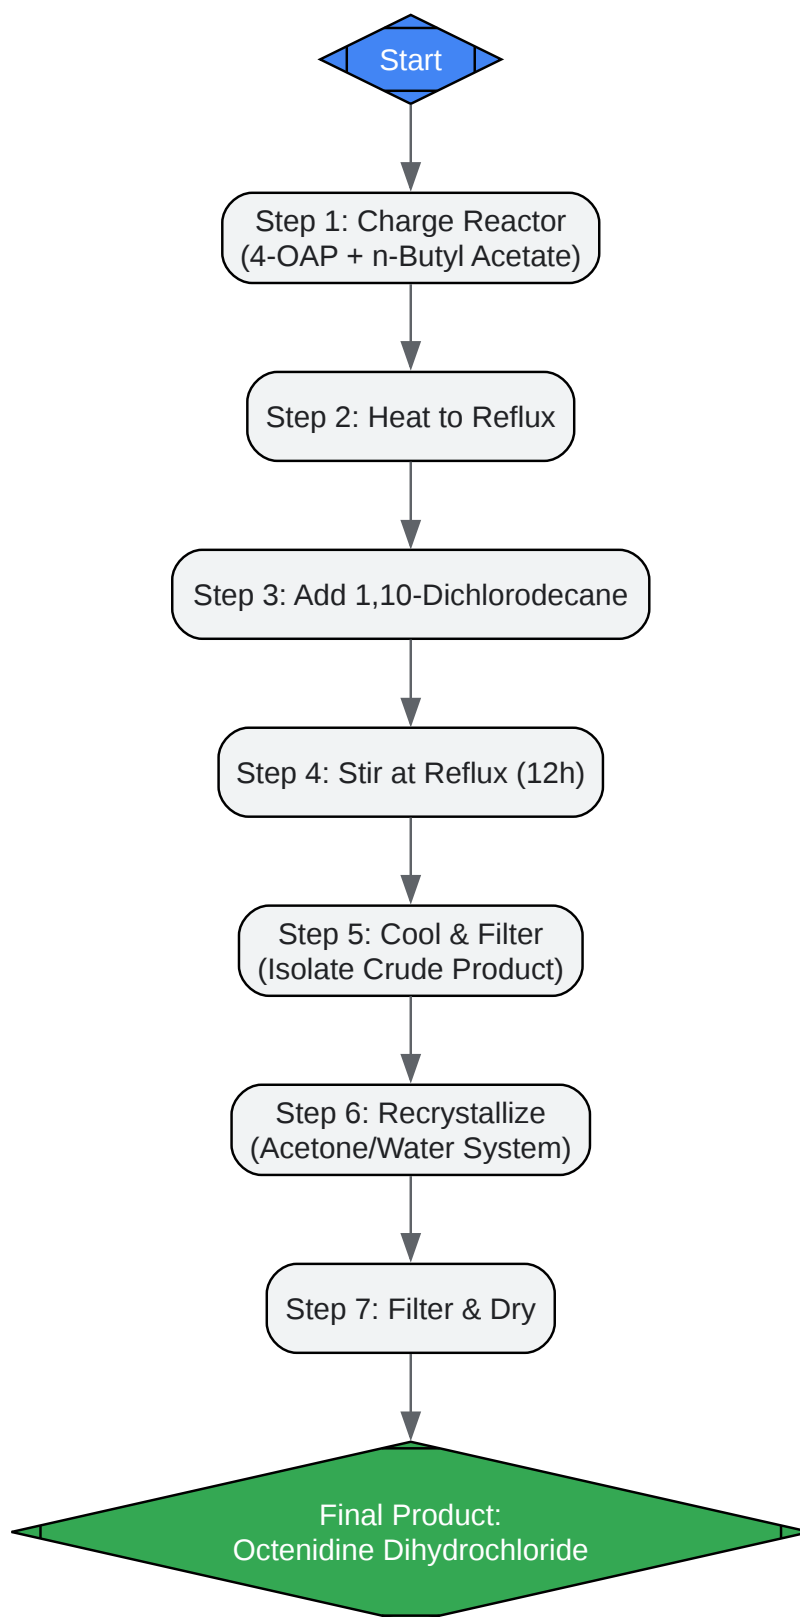 Start
Step 1: Charge Reactor
(4-OAP + n-Butyl Acetate)
Step 2: Heat to Reflux
Step 3: Add 1,10-Dichlorodecane
Step 4: Stir at Reflux (12h)
Step 5: Cool & Filter
(Isolate Crude Product)
Step 6: Recrystallize
(Acetone/Water System)
Step 7: Filter & Dry
Final Product:
Octenidine Dihydrochloride